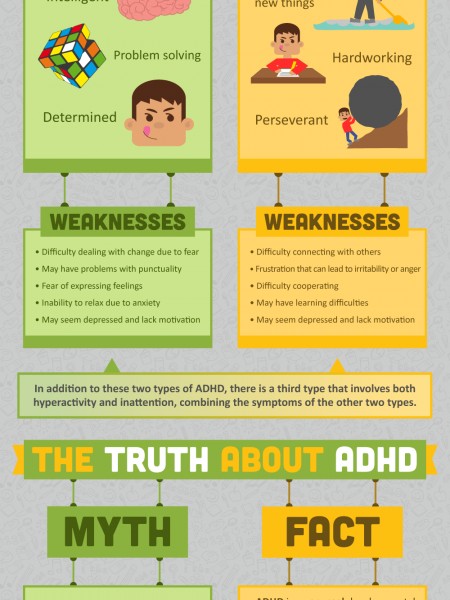 Intelligent
Problem solving
Determined
new things
Hardworking
Perseverant
WEAKNESSES
• Difficulty dealing with change due to fear
• May have problems with punctuality
• Fear of expressing feelings
• Inability to relax due to anxiety
• May seem depressed and lack motivation
WEAKNESSES
• Difficulty connecting with others
• Frustration that can lead to irritability or anger
• Difficulty cooperating
• May have learning difficulties
• May seem depressed and lack motivation
In addition to these two types of ADHD, there is a third type that involves both
hyperactivity and inattention, combining the symptoms of the other two types.
THE TRUTH ABOUT ADHD
MYTH
FACT